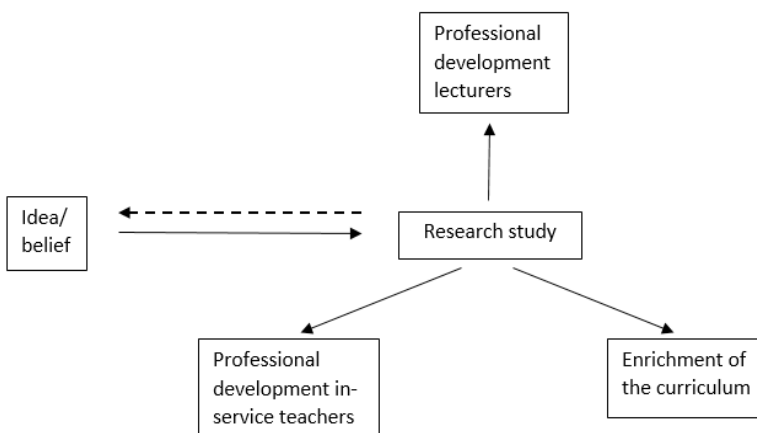 Professional
development
lecturers
Idea/
belief
Research study
Professional
development in-
service teachers
Enrichment of
the curriculum